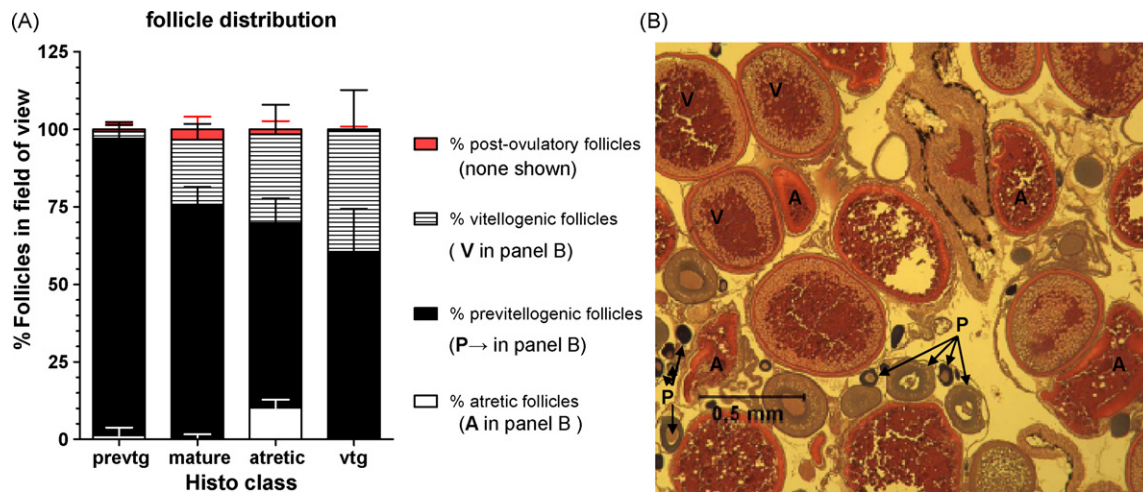 (A)
follicle distribution
125
100
75
50
25
0
% Follicles in field of view
prevtg mature atretic vtg
Histo class
% post-ovulatory follicles
(none shown)
% vitellogenic follicles
( V in panel B)
% previtellogenic follicles
(P→ in panel B)
% atretic follicles
(A in panel B )
(B)
V
V
A
A
V
P
P
A
A
P
0.5 mm